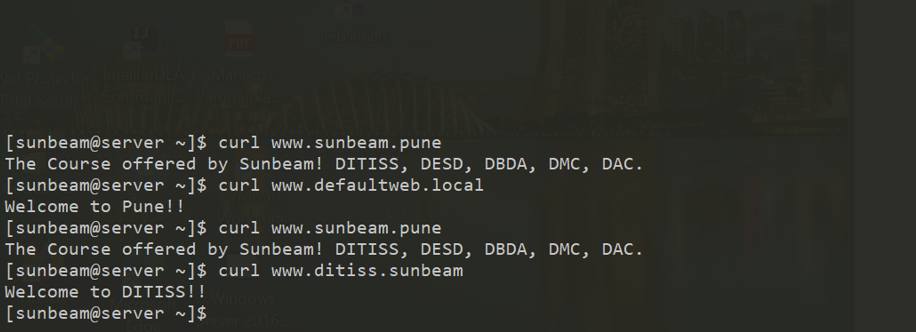 [sunbeam@server ~]$ curl www.sunbeam.pune
The Course offered by Sunbeam! DITISS, DESD, DBDA, DMC, DAC.
[sunbeam@server ~]$ curl www.defaultweb.local
Welcome to Pune!!
[sunbeam@server ~]$ curl www.sunbeam.pune
The Course offered by Sunbeam! DITISS, DESD, DBDA, DMC, DAC.
[sunbeam@server ~]$ curl www.ditiss.sunbeam
Welcome to DITISS!!
[sunbeam@server ~]$